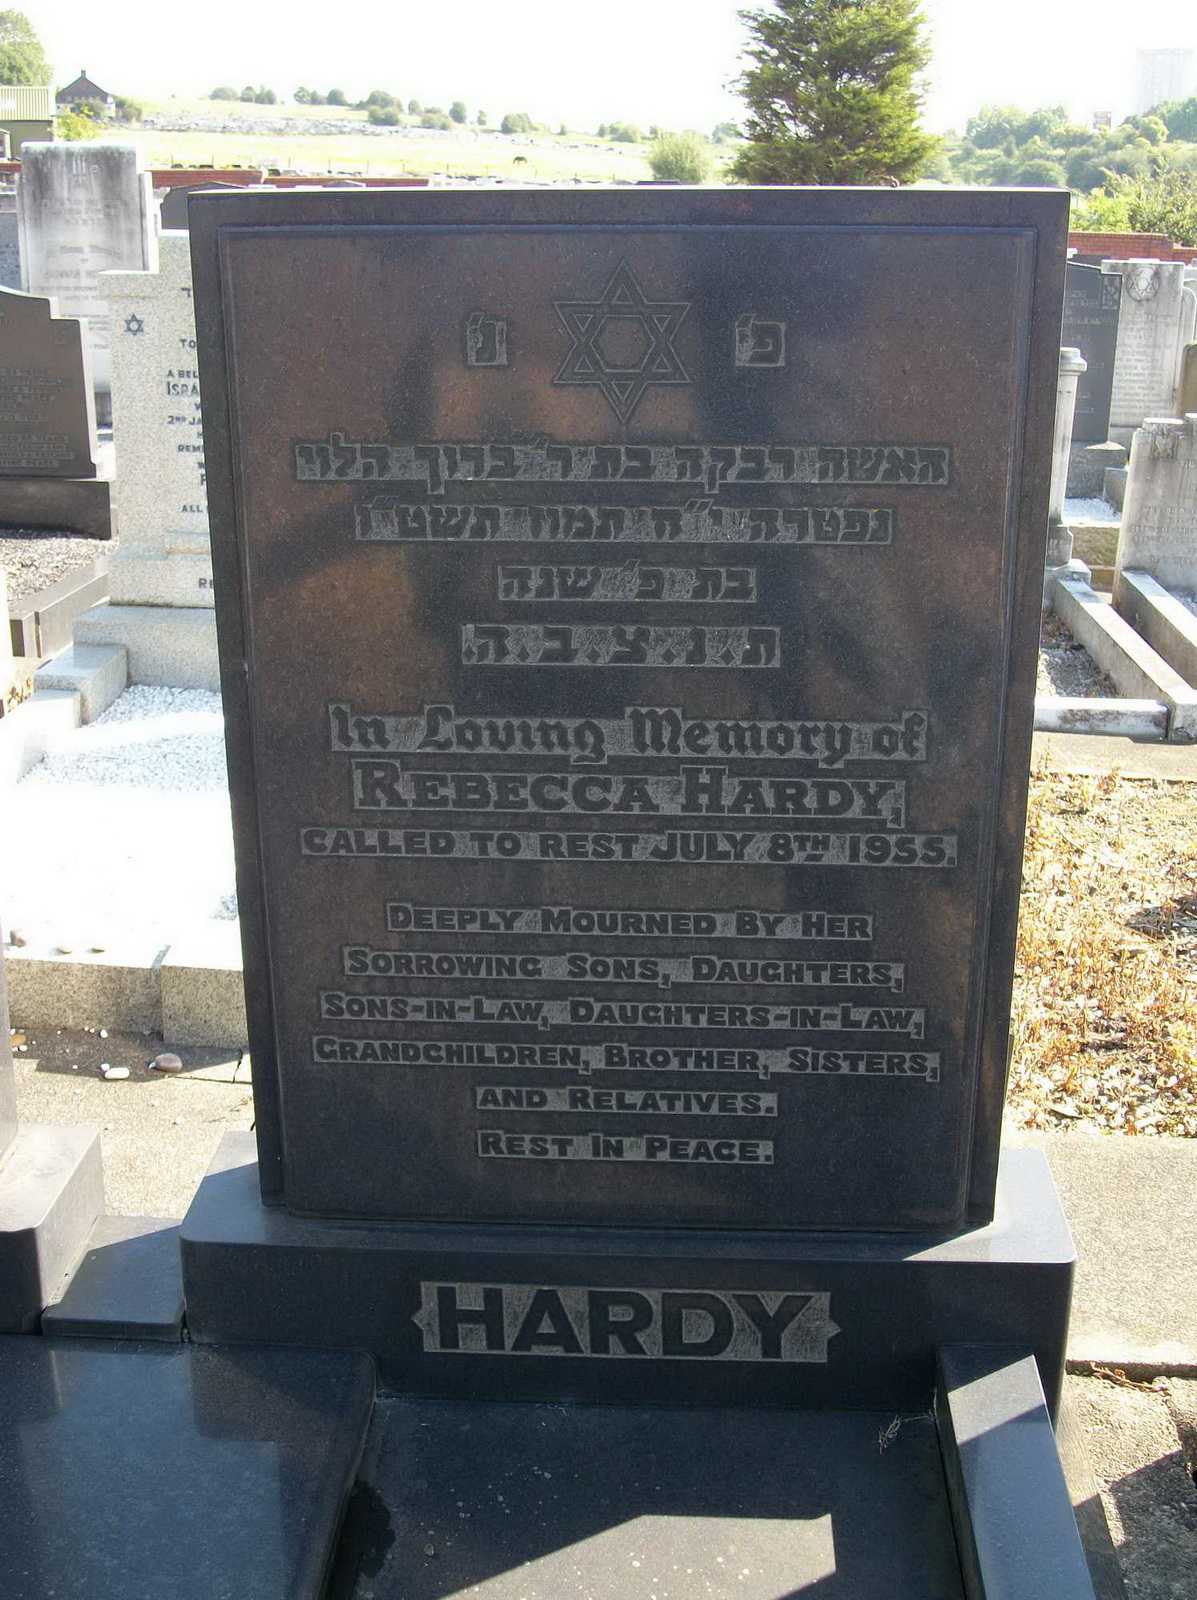 פ' נ'
האשה רבקה בת ר' ברוך הלוי
נפטרה י"ח תמוז תשט"ו
בת פ' שנה
ת.נ.צ.ב.ה.
In Loving Memory of
REBECCA HARDY,
CALLED TO REST JULY 8TH 1955.
DEEPLY MOURNED BY HER
SORROWING SONS, DAUGHTERS,
SONS-IN-LAW, DAUGHTERS-IN-LAW,
GRANDCHILDREN, BROTHER, SISTERS,
AND RELATIVES.
REST IN PEACE.
HARDY